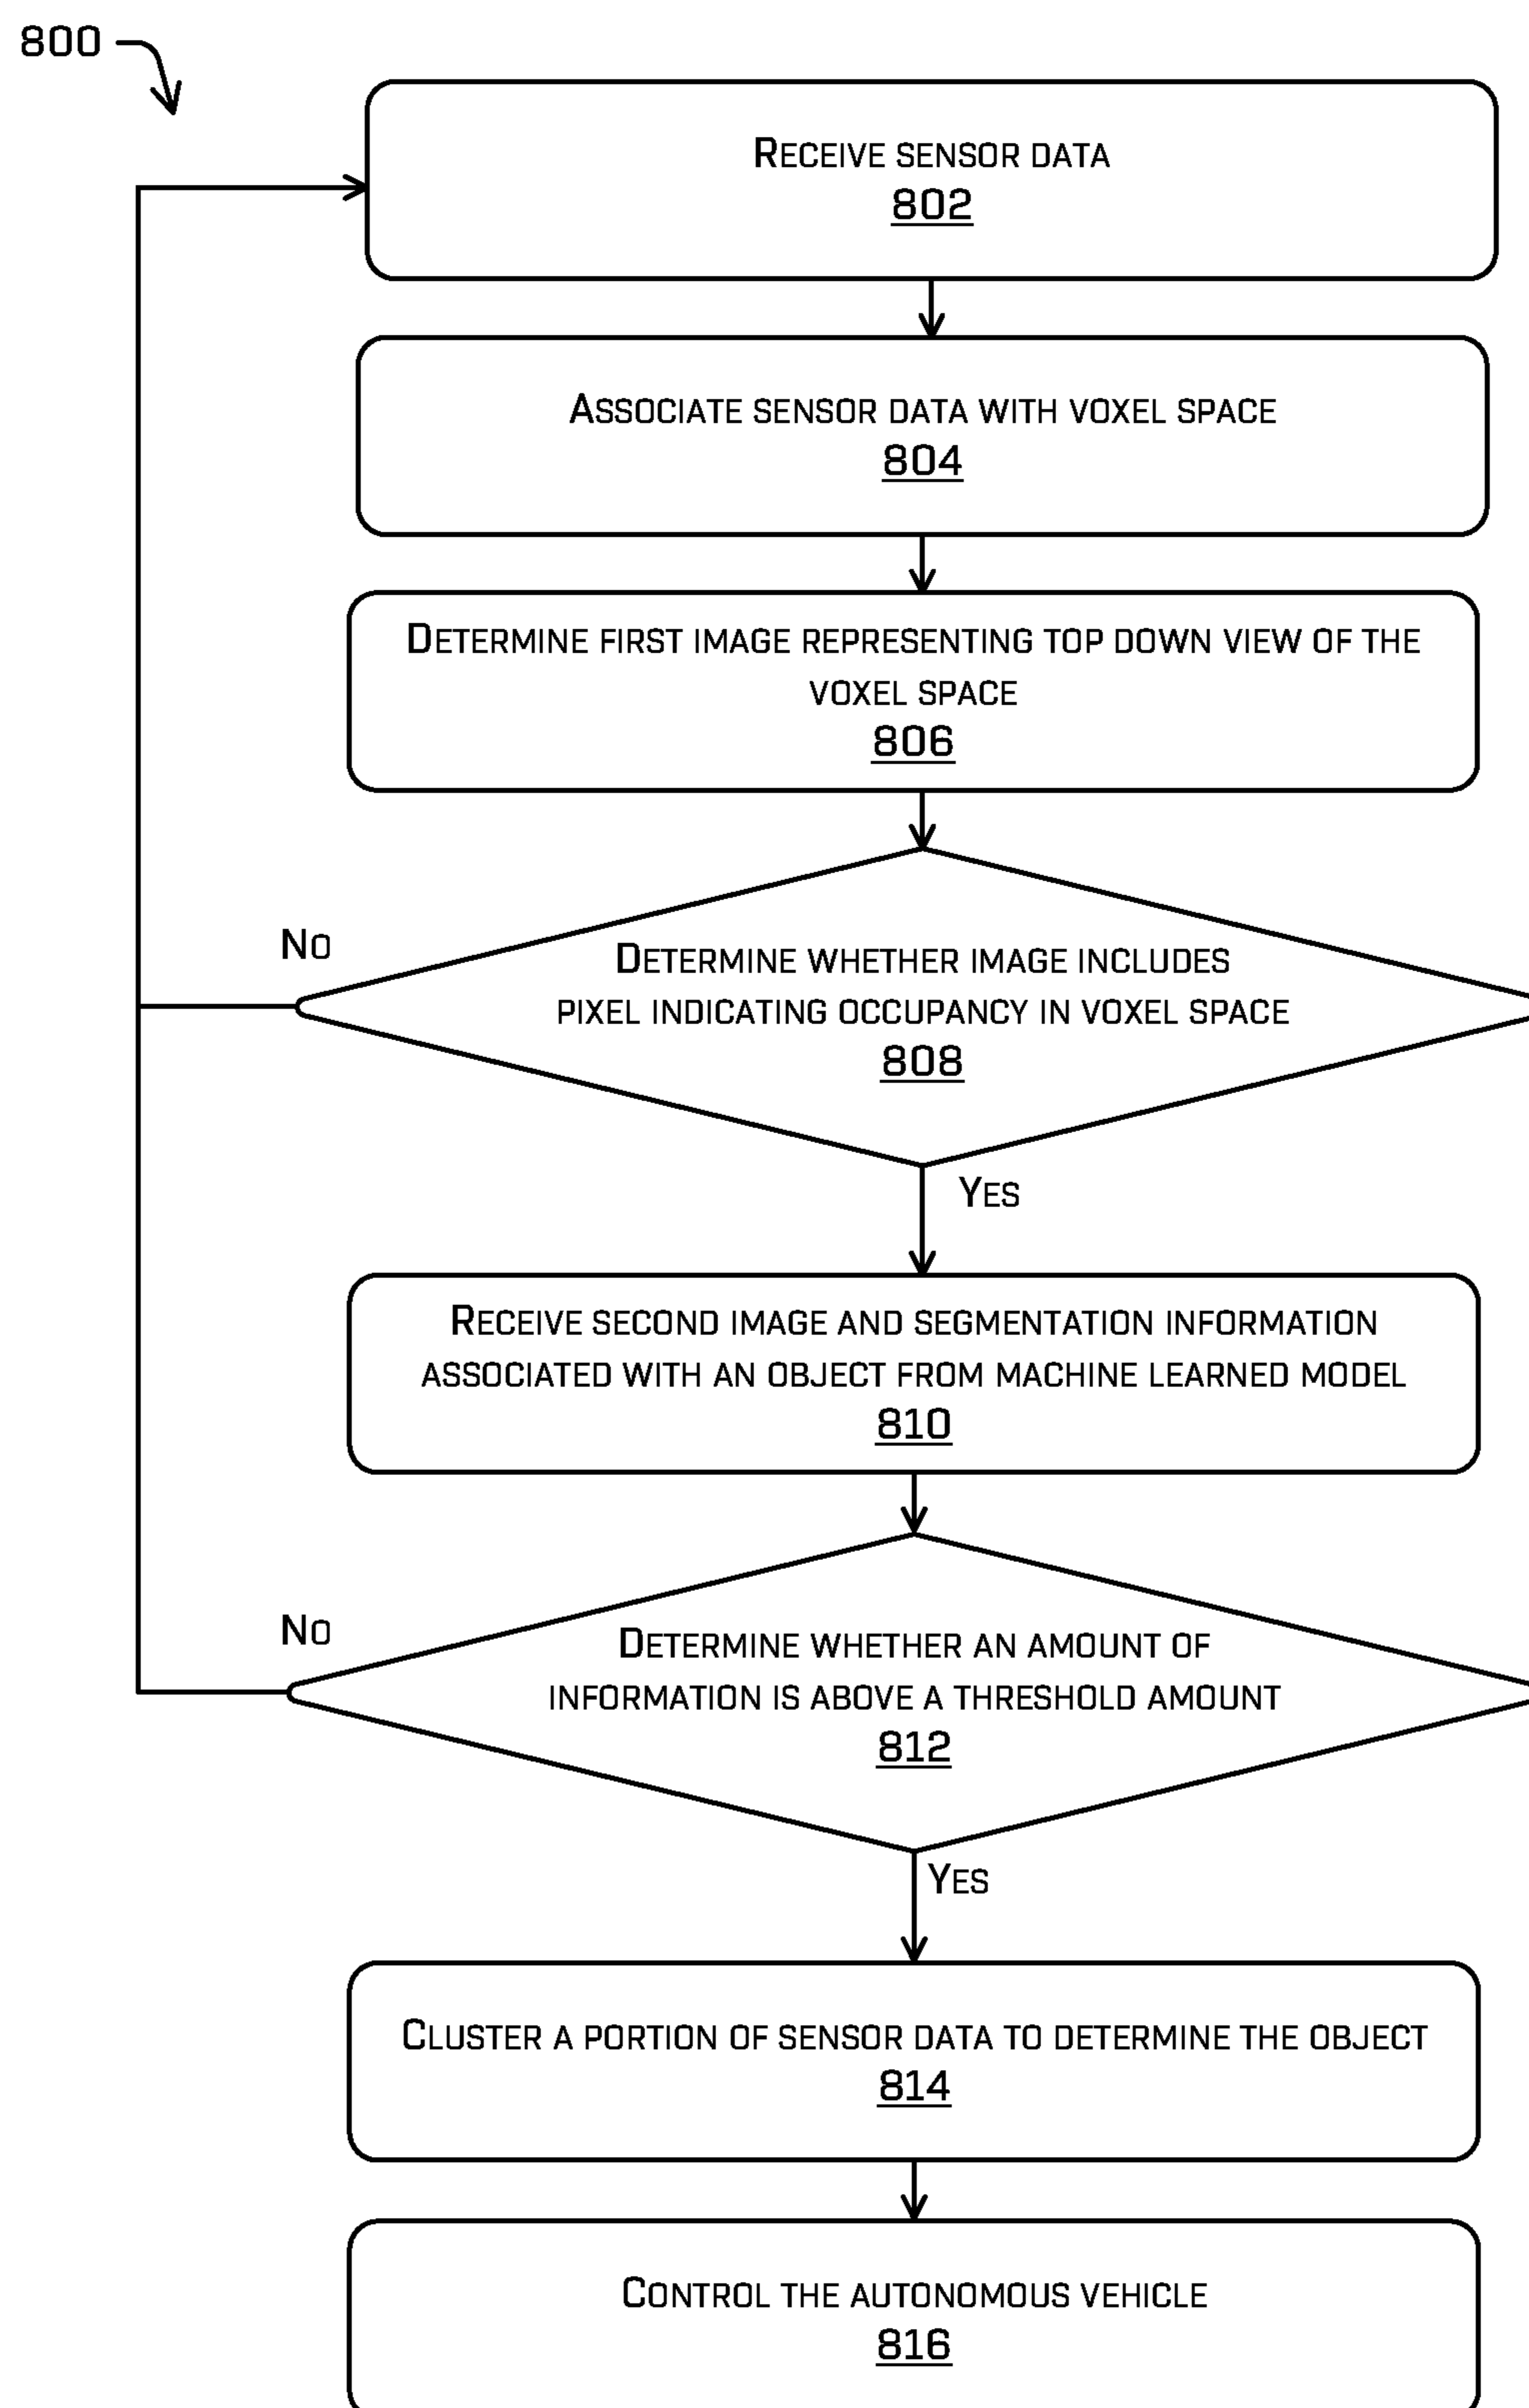 800
Receive sensor data
802
Associate sensor data with voxel space
804
Determine first image representing top down view of the
voxel space
806
No
Determine whether image includes
pixel indicating occupancy in voxel space
808
Yes
Receive second image and segmentation information
associated with an object from machine learned model
810
No
Determine whether an amount of
information is above a threshold amount
812
Yes
Cluster a portion of sensor data to determine the object
814
Control the autonomous vehicle
816